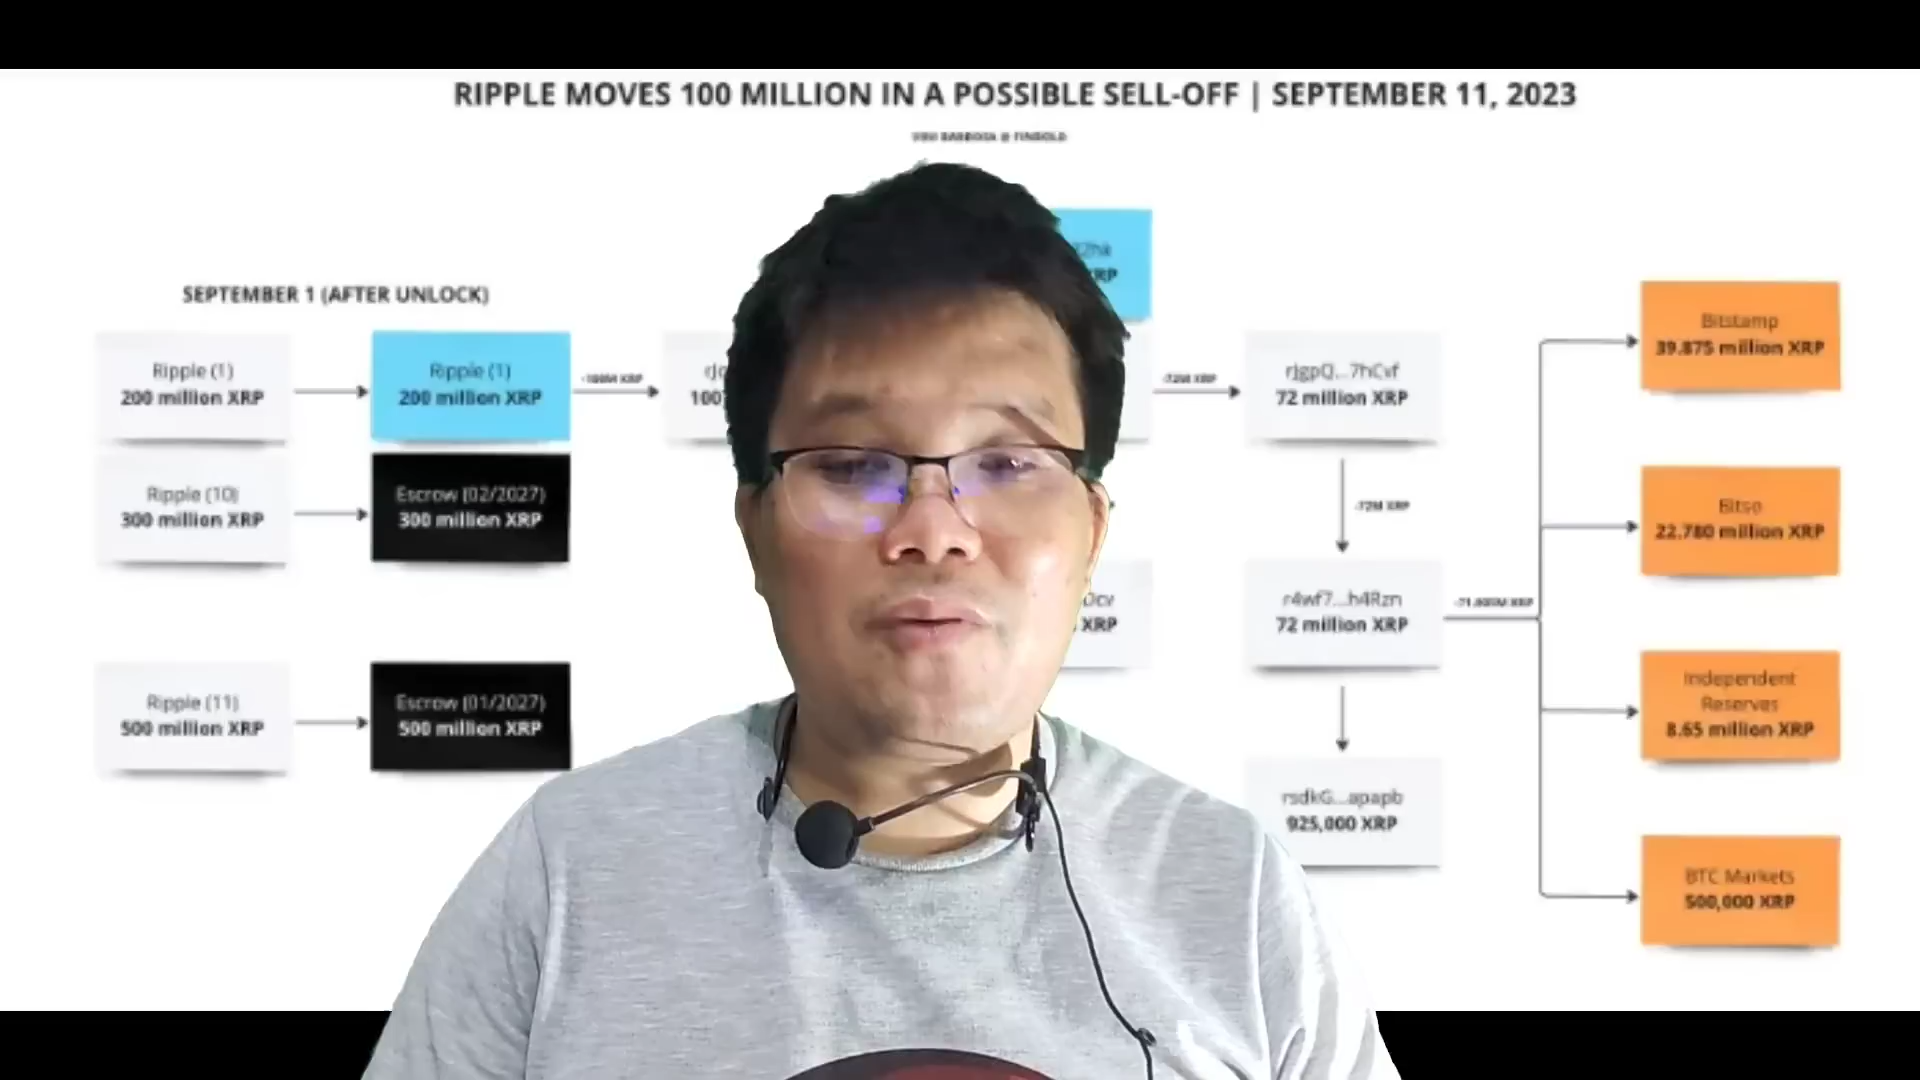 RIPPLE MOVES 100 MILLION IN A POSSIBLE SELL-OFF | SEPTEMBER 11, 2023
VINI BARBOSA @ FINBOLD
SEPTEMBER 1 (AFTER UNLOCK)
Ripple (1)
200 million XRP
Ripple (1)
200 million XRP
-100M XRP
Ripple (10)
300 million XRP
Escrow (02/2027)
300 million XRP
Ripple (11)
500 million XRP
Escrow (01/2027)
500 million XRP
XRP
XRP
-72M XRP
rJgpQ...7hCvf
72 million XRP
-72M XRP
r4wf7...h4Rzn
72 million XRP
rsdkG...apapb
925,000 XRP
Bitstamp
39.875 million XRP
Bitso
22.780 million XRP
Independent
Reserves
8.65 million XRP
BTC Markets
500,000 XRP